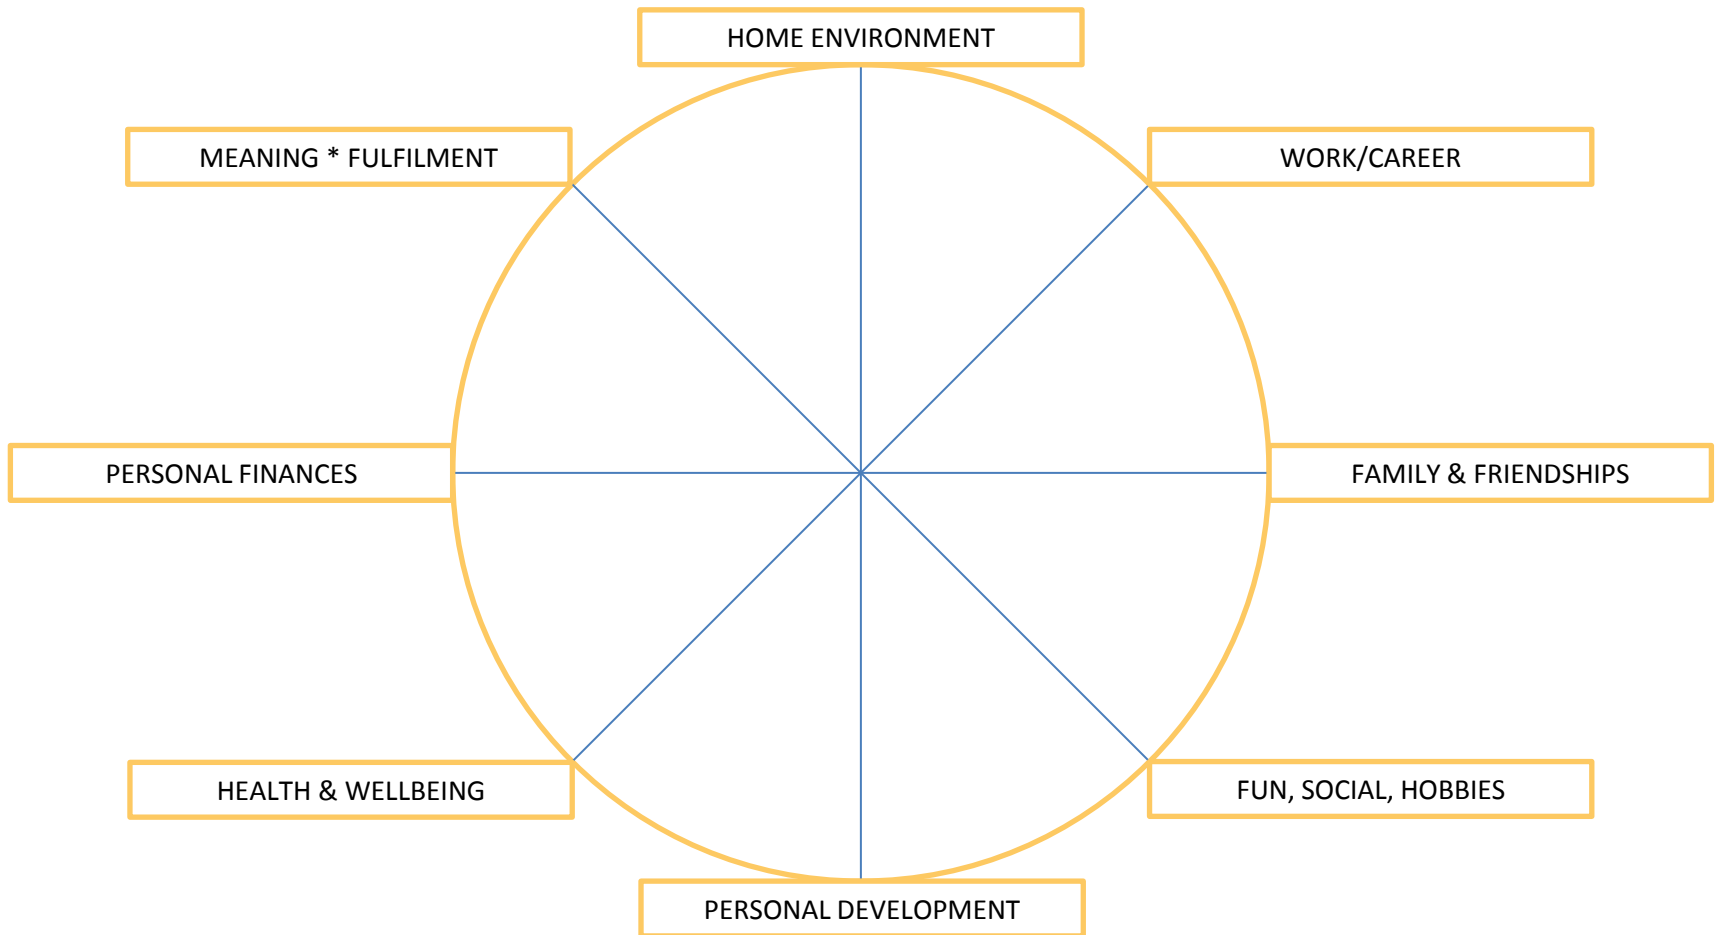 HOME ENVIRONMENT
MEANING * FULFILMENT
WORK/CAREER
PERSONAL FINANCES
FAMILY & FRIENDSHIPS
HEALTH & WELLBEING
FUN, SOCIAL, HOBBIES
PERSONAL DEVELOPMENT